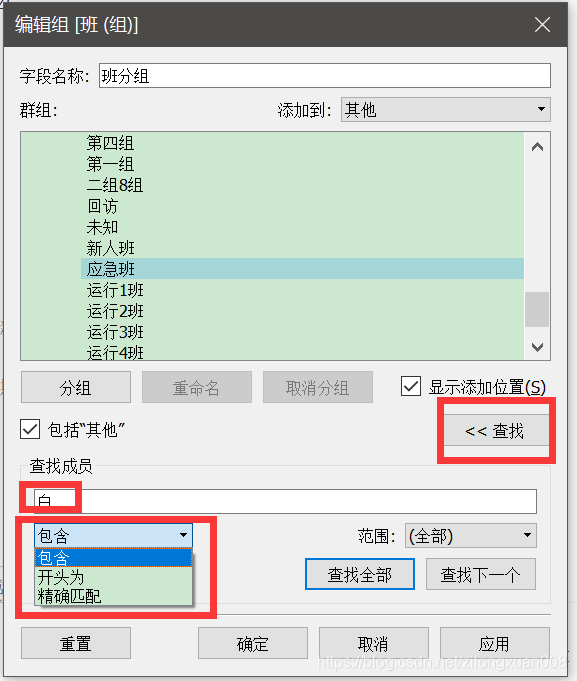 编辑组 [班 (组)]
字段名称: 班分组
群组: 添加到: 其他
第四组
第一组
二组8组
回访
未知
新人班
应急班
运行1班
运行2班
运行3班
运行4班
分组 重命名 取消分组 显示添加位置(S)
包括“其他” << 查找
查找成员
白
包含 范围: (全部)
包含
开头为
精确匹配
查找全部 查找下一个
重置 确定 取消 应用
https://blog.csdn.net/zilongxuan008